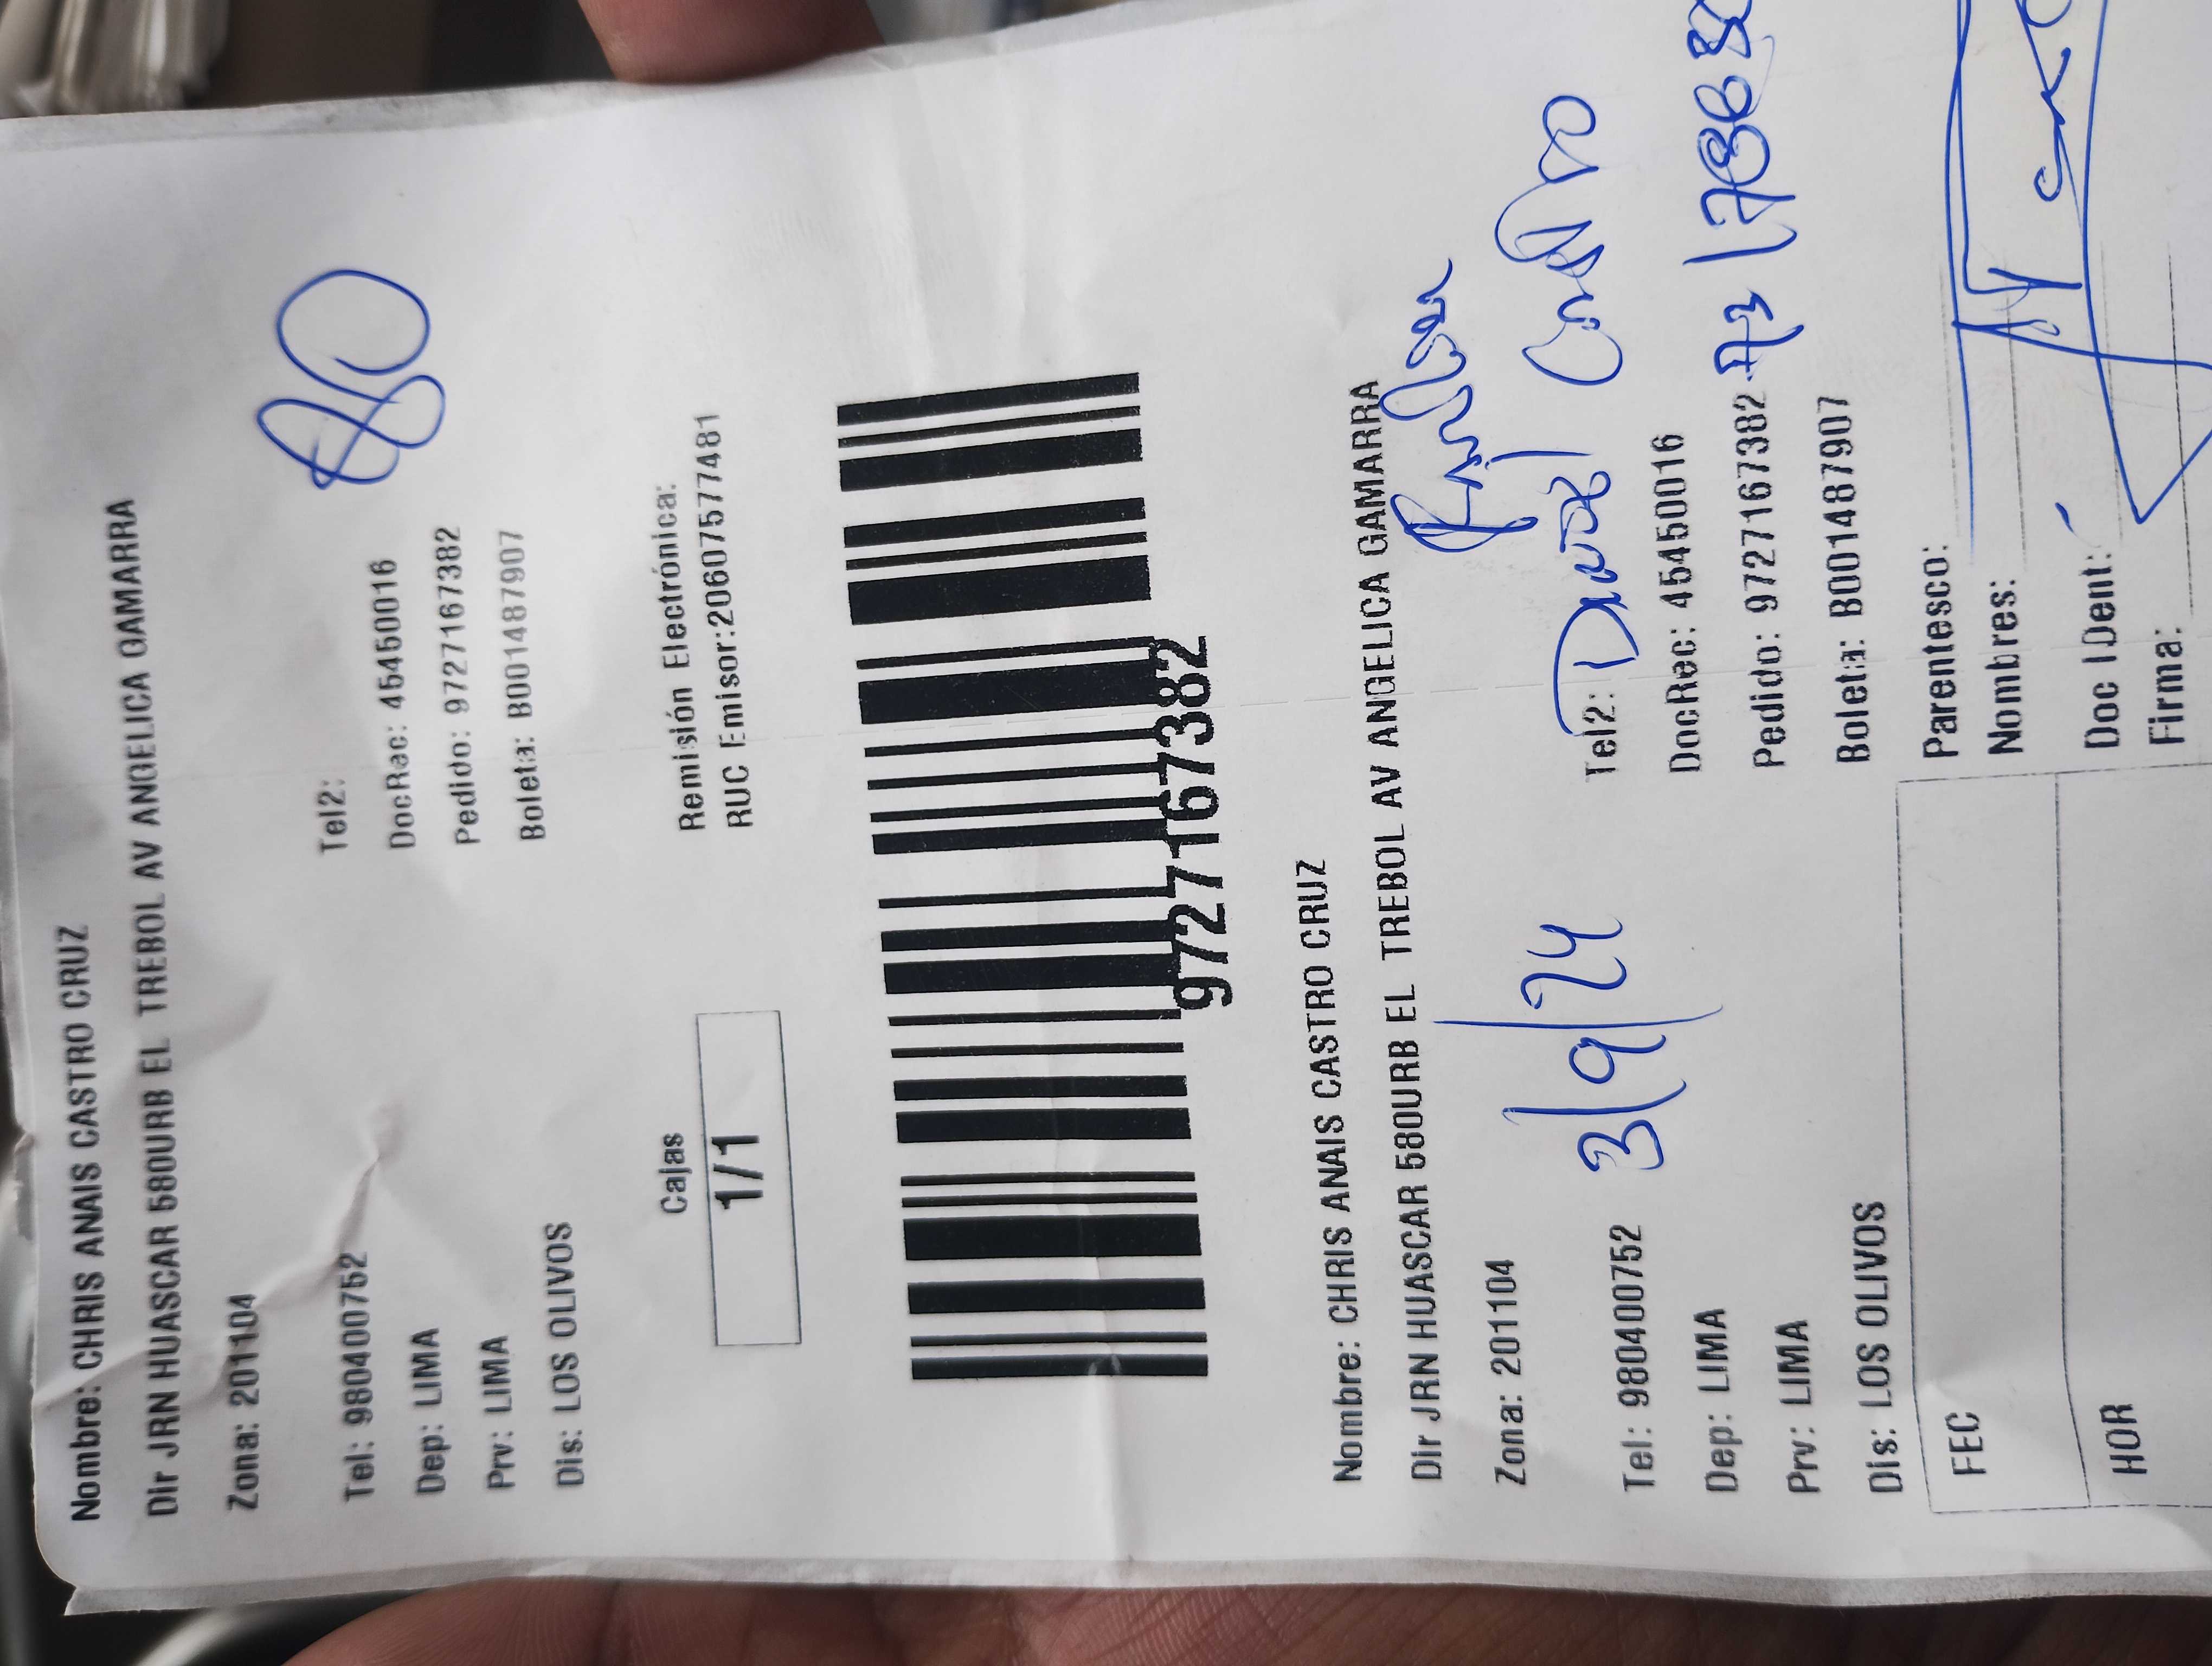 Nombre: CHRIS ANAIS CASTRO CRUZ
Dir JRN HUASCAR 580URB EL TREBOL AV ANGELICA GAMARRA
Zona: 201104
80
Tel: 980400752 Tel2:
Dep: LIMA DocRec: 45450016
Prv: LIMA Pedido: 9727167382
Dis: LOS OLIVOS Boleta: B001487907
Cajas
1/1
Remisión Electrónica:
RUC Emisor:20607577481
9727167382
Nombre: CHRIS ANAIS CASTRO CRUZ
Dir JRN HUASCAR 580URB EL TREBOL AV ANGELICA GAMARRA
Zona: 201104
3/9/24
Tel: 980400752 Tel2: Castro
Dep: LIMA DocRec: 45450016
Prv: LIMA Pedido: 9727167382
Dis: LOS OLIVOS Boleta: B001487907
FEC
HOR
Parentesco:
Nombres:
Doc IDent:
Firma: